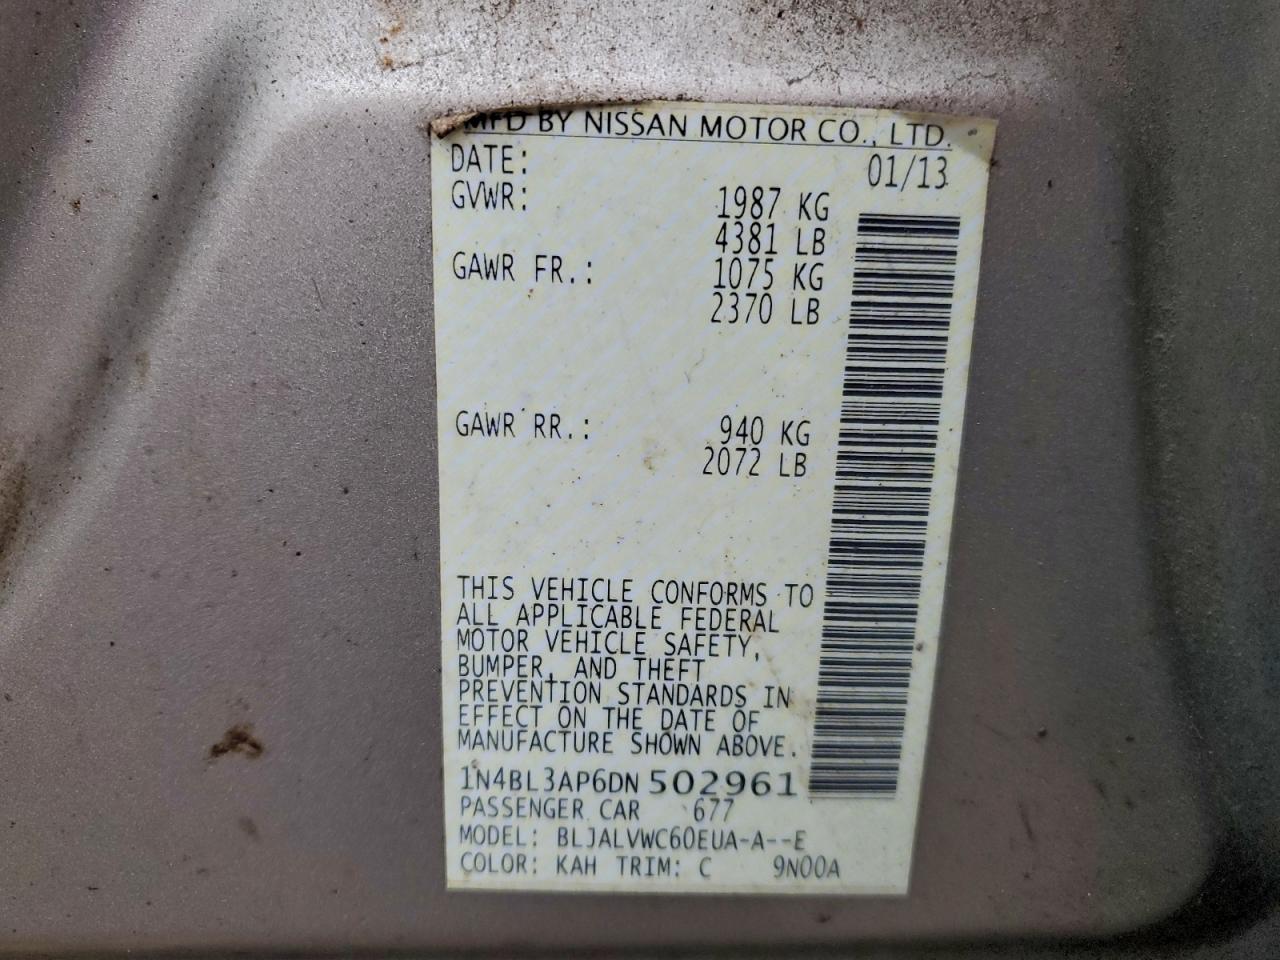 MFD BY NISSAN MOTOR CO., LTD.
DATE: 01/13
GVWR: 1987 KG
4381 LB
GAWR FR.: 1075 KG
2370 LB
GAWR RR.: 940 KG
2072 LB
THIS VEHICLE CONFORMS TO
ALL APPLICABLE FEDERAL
MOTOR VEHICLE SAFETY,
BUMPER, AND THEFT
PREVENTION STANDARDS IN
EFFECT ON THE DATE OF
MANUFACTURE SHOWN ABOVE.
1N4BL3AP6DN 502961
PASSENGER CAR 677
MODEL: BLJALVWC60EUA-A--E
COLOR: KAH TRIM: C 9N00A